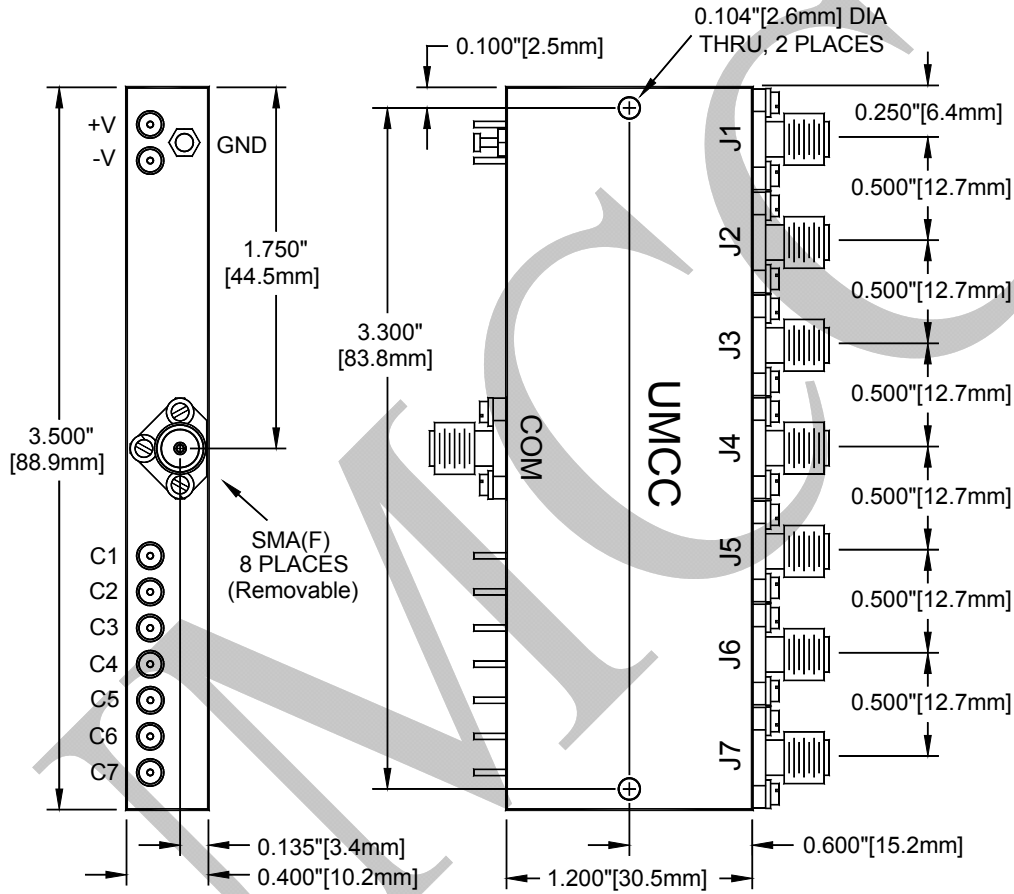 0.104"[2.6mm] DIA
THRU, 2 PLACES
0.100"[2.5mm]
+V
-V
GND
1.750"
[44.5mm]
3.500"
[88.9mm]
SMA(F)
8 PLACES
(Removable)
C1
C2
C3
C4
C5
C6
C7
0.135"[3.4mm]
0.400"[10.2mm]
3.300"
[83.8mm]
COM
UMCC
J1
J2
J3
J4
J5
J6
J7
0.250"[6.4mm]
0.500"[12.7mm]
0.500"[12.7mm]
0.500"[12.7mm]
0.500"[12.7mm]
0.500"[12.7mm]
0.500"[12.7mm]
0.600"[15.2mm]
1.200"[30.5mm]
UMCC